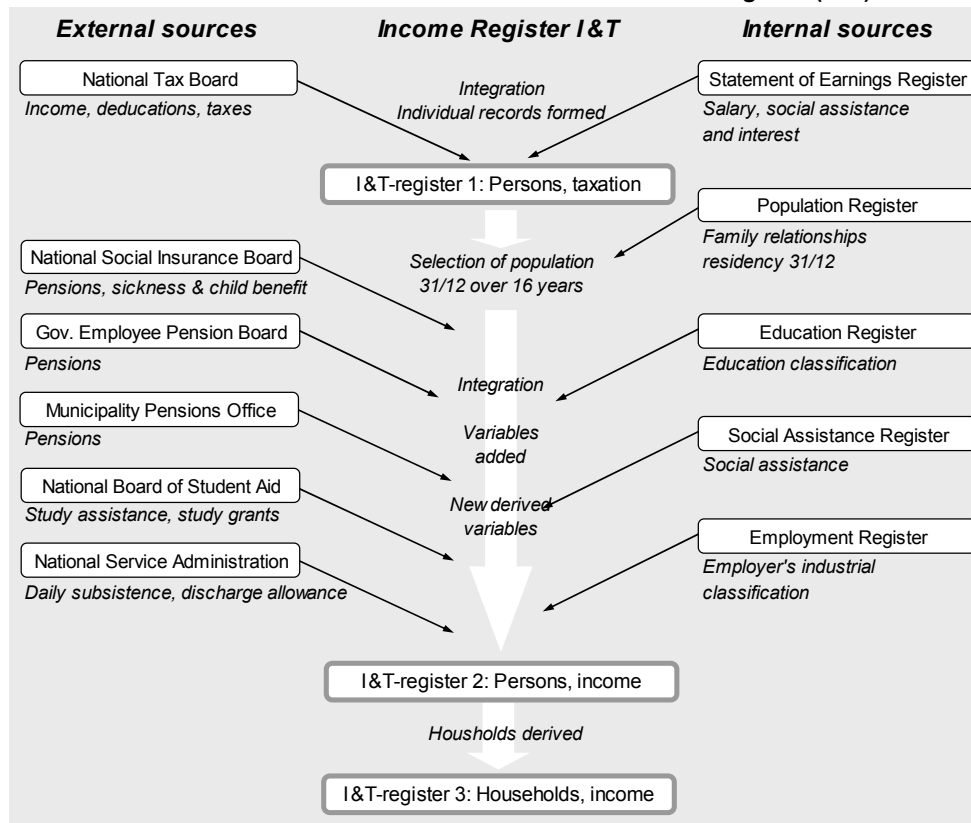 External sources
Income Register I&T
Internal sources
National Tax Board
Income, deducations, taxes
Integration
Individual records formed
Statement of Earnings Register
Salary, social assistance
and interest
I&T-register 1: Persons, taxation
Population Register
Family relationships
residency 31/12
National Social Insurance Board
Pensions, sickness & child benefit
Selection of population
31/12 over 16 years
Gov. Employee Pension Board
Pensions
Education Register
Education classification
Integration
Municipality Pensions Office
Pensions
Variables
added
Social Assistance Register
Social assistance
National Board of Student Aid
Study assistance, study grants
New derived
variables
National Service Administration
Daily subsistence, discharge allowance
Employment Register
Employer's industrial
classification
I&T-register 2: Persons, income
Housholds derived
I&T-register 3: Households, income